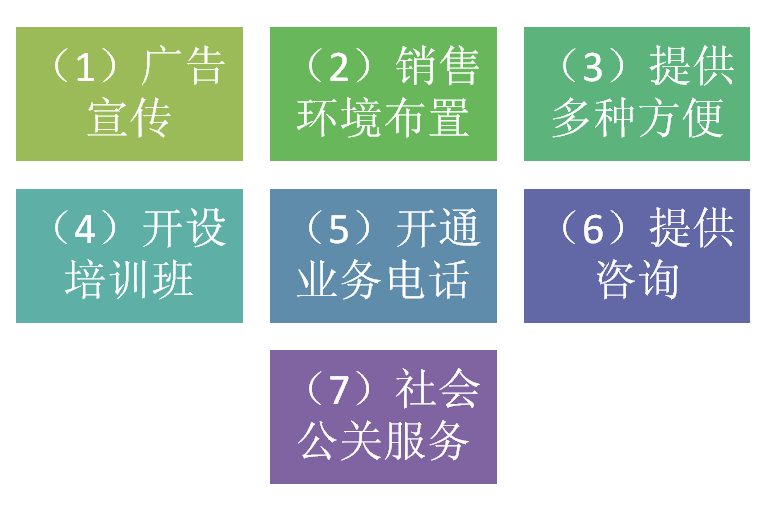 （1）广告
宣传
（2）销售
环境布置
（3）提供
多种方便
（4）开设
培训班
（5）开通
业务电话
（6）提供
咨询
（7）社会
公关服务